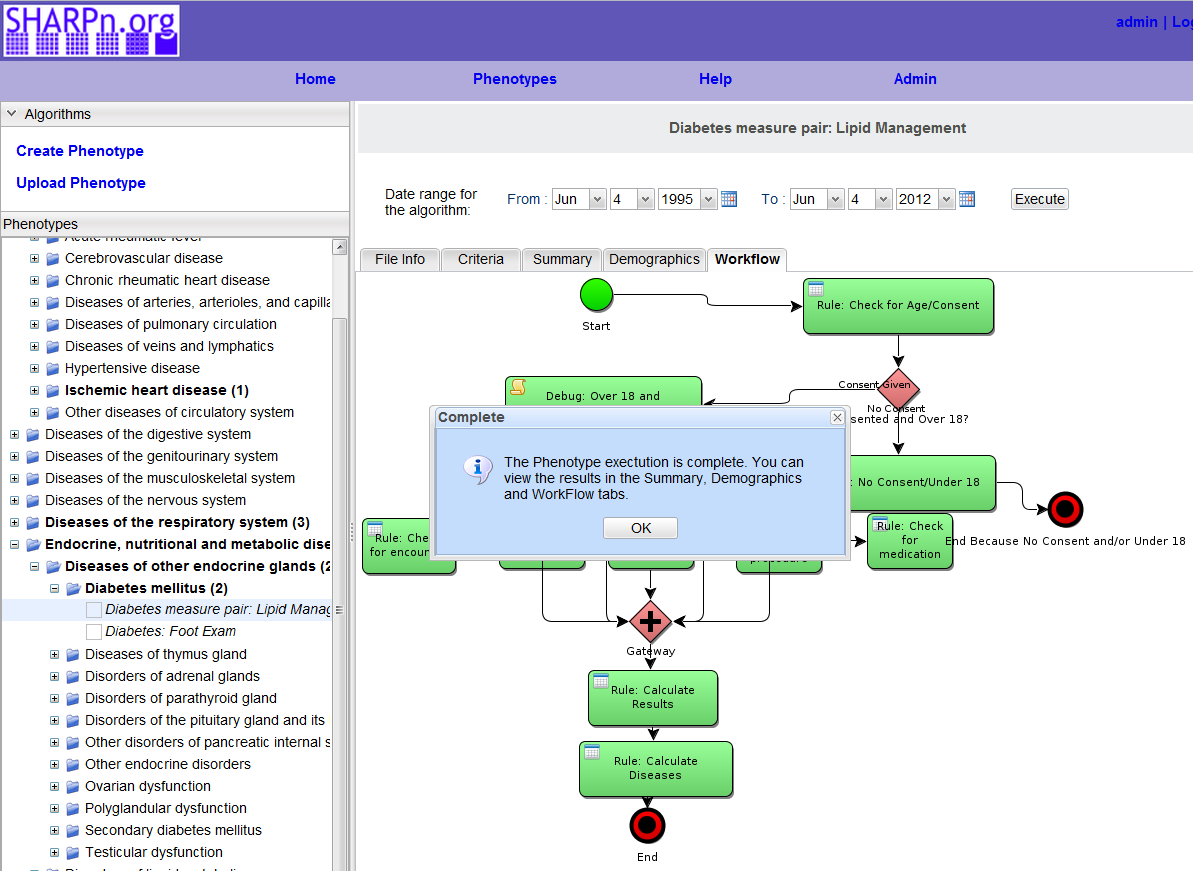 SHARPn.org
admin | Log
Home Phenotypes Help Admin
Algorithms
Create Phenotype
Upload Phenotype
Phenotypes
Acute rheumatic fever
Cerebrovascular disease
Chronic rheumatic heart disease
Diseases of arteries, arterioles, and capilla
Diseases of pulmonary circulation
Diseases of veins and lymphatics
Hypertensive disease
Ischemic heart disease (1)
Other diseases of circulatory system
Diseases of the digestive system
Diseases of the genitourinary system
Diseases of the musculoskeletal system
Diseases of the nervous system
Diseases of the respiratory system (3)
Endocrine, nutritional and metabolic dise
Diseases of other endocrine glands (2
Diabetes mellitus (2)
Diabetes measure pair: Lipid Manag
Diabetes: Foot Exam
Diseases of thymus gland
Disorders of adrenal glands
Disorders of parathyroid gland
Disorders of the pituitary gland and its
Other disorders of pancreatic internal s
Other endocrine disorders
Ovarian dysfunction
Polyglandular dysfunction
Secondary diabetes mellitus
Testicular dysfunction
Diabetes measure pair: Lipid Management
Date range for
the algorithm:
From : Jun 4 1995 To : Jun 4 2012 Execute
File Info Criteria Summary Demographics Workflow
Start
Rule: Check for Age/Consent
Consent Given
No Consent
sented and Over 18?
Debug: Over 18 and
Complete
The Phenotype exectution is complete. You can
view the results in the Summary, Demographics
and WorkFlow tabs.
OK
: No Consent/Under 18
End Because No Consent and/or Under 18
Rule: Che
for encoun
procedure
Rule: Check
for
medication
Gateway
Rule: Calculate
Results
Rule: Calculate
Diseases
End